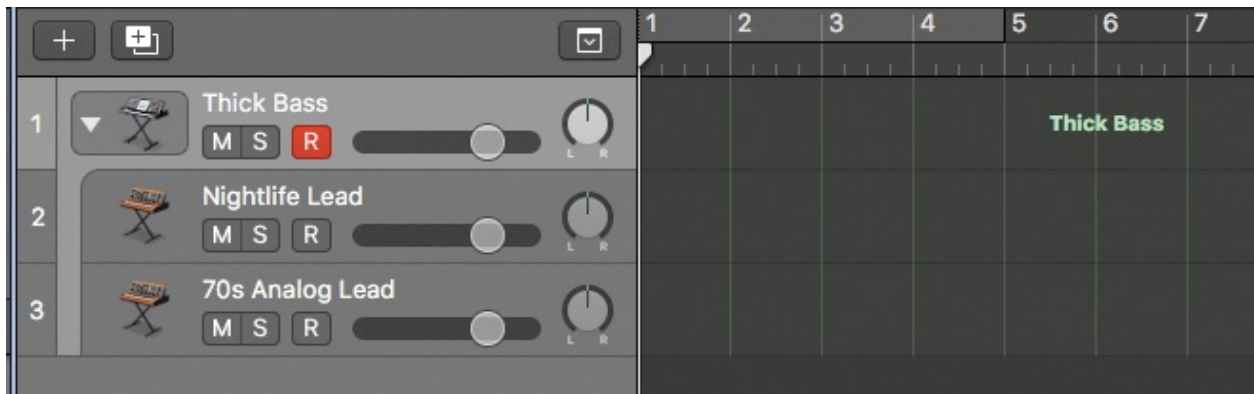 1 2 3 4 5 6 7
1 Thick Bass
M S R L R
Thick Bass
2 Nightlife Lead
M S R L R
3 70s Analog Lead
M S R L R